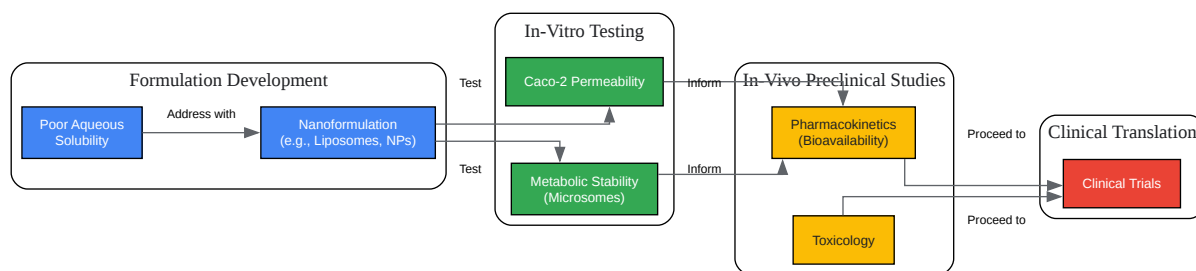 Formulation Development
Poor Aqueous
Solubility
Address with
Nanoformulation
(e.g., Liposomes, NPs)
Test
Test
In-Vitro Testing
Caco-2 Permeability
Metabolic Stability
(Microsomes)
Inform
Inform
In-Vivo Preclinical Studies
Pharmacokinetics
(Bioavailability)
Toxicology
Proceed to
Proceed to
Clinical Translation
Clinical Trials